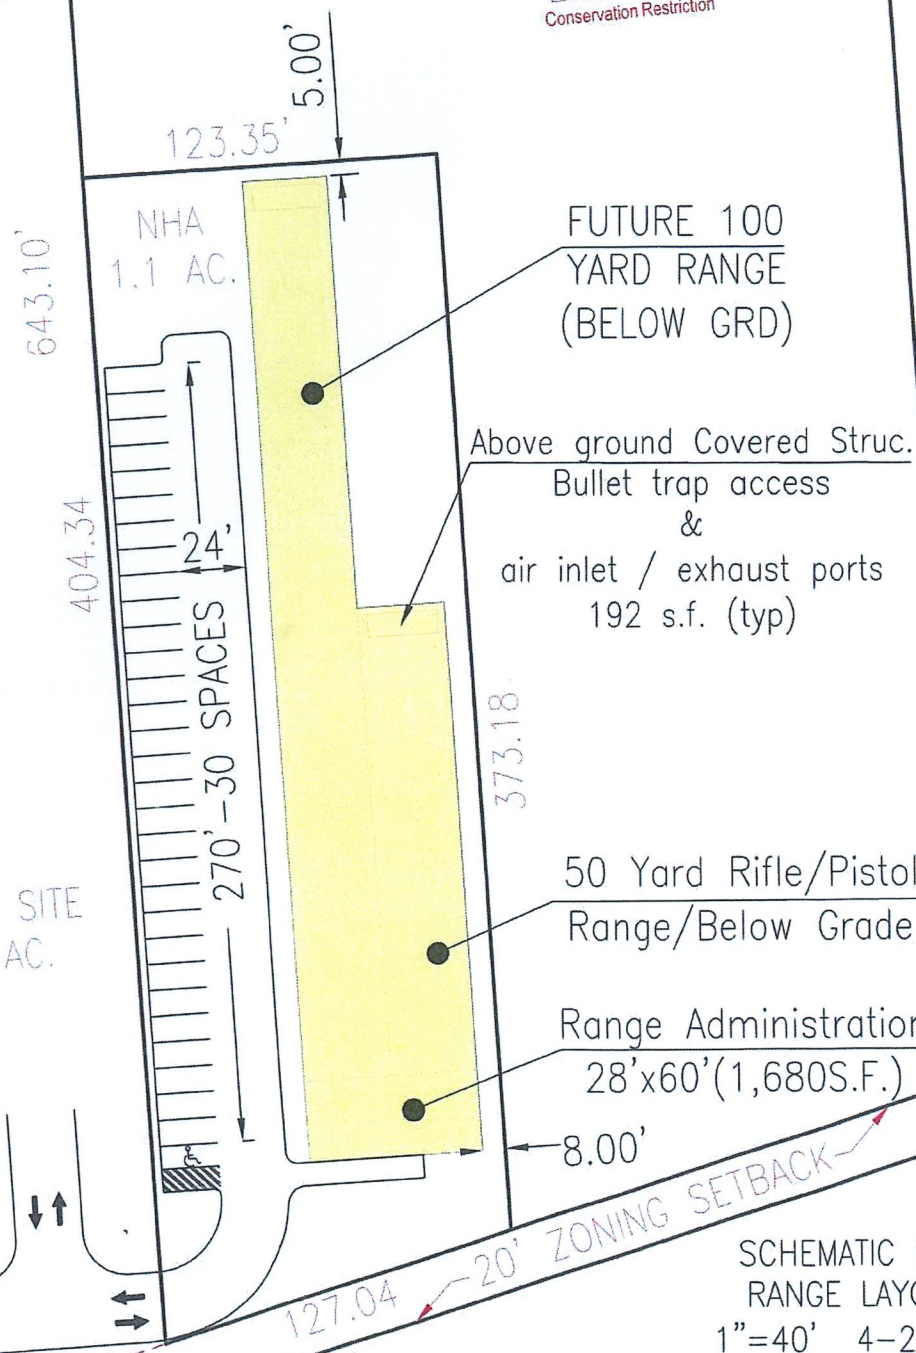 Conservation Restriction
5.00'
123.35'
NHA
1.1 AC.
643.10'
FUTURE 100
YARD RANGE
(BELOW GRD)
Above ground Covered Struc.
Bullet trap access
&
air inlet / exhaust ports
192 s.f. (typ)
404.34
24'
270'-30 SPACES
373.18
SITE
AC.
50 Yard Rifle/Pistol
Range/Below Grade
Range Administration
28'x60'(1,680S.F.)
8.00'
20' ZONING SETBACK
127.04
SCHEMATIC
RANGE LAYO
1"=40' 4-2